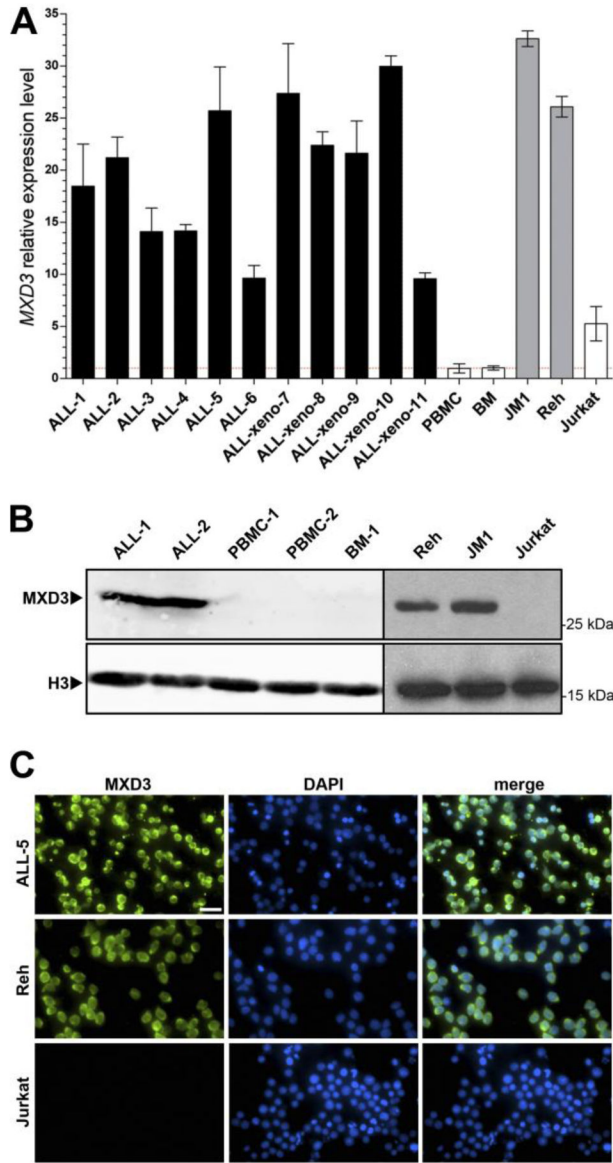 A
MXD3 relative expression level
35
30
25
20
15
10
5
0
ALL-1
ALL-2
ALL-3
ALL-4
ALL-5
ALL-6
ALL-xeno-7
ALL-xeno-8
ALL-xeno-9
ALL-xeno-10
ALL-xeno-11
PBMC
BM
JM1
Reh
Jurkat
B
ALL-1 ALL-2 PBMC-1 PBMC-2 BM-1 Reh JM1 Jurkat
MXD3
-25 kDa
H3
-15 kDa
C
MXD3 DAPI merge
ALL-5
Reh
Jurkat